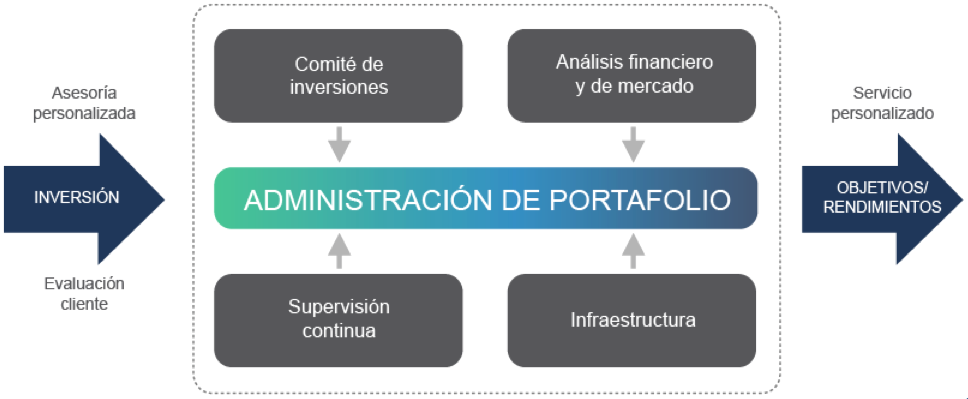 Asesoría
personalizada
INVERSIÓN
Evaluación
cliente
Comité de
inversiones
Análisis financiero
y de mercado
ADMINISTRACIÓN DE PORTAFOLIO
Supervisión
continua
Infraestructura
Servicio
personalizado
OBJETIVOS/
RENDIMIENTOS